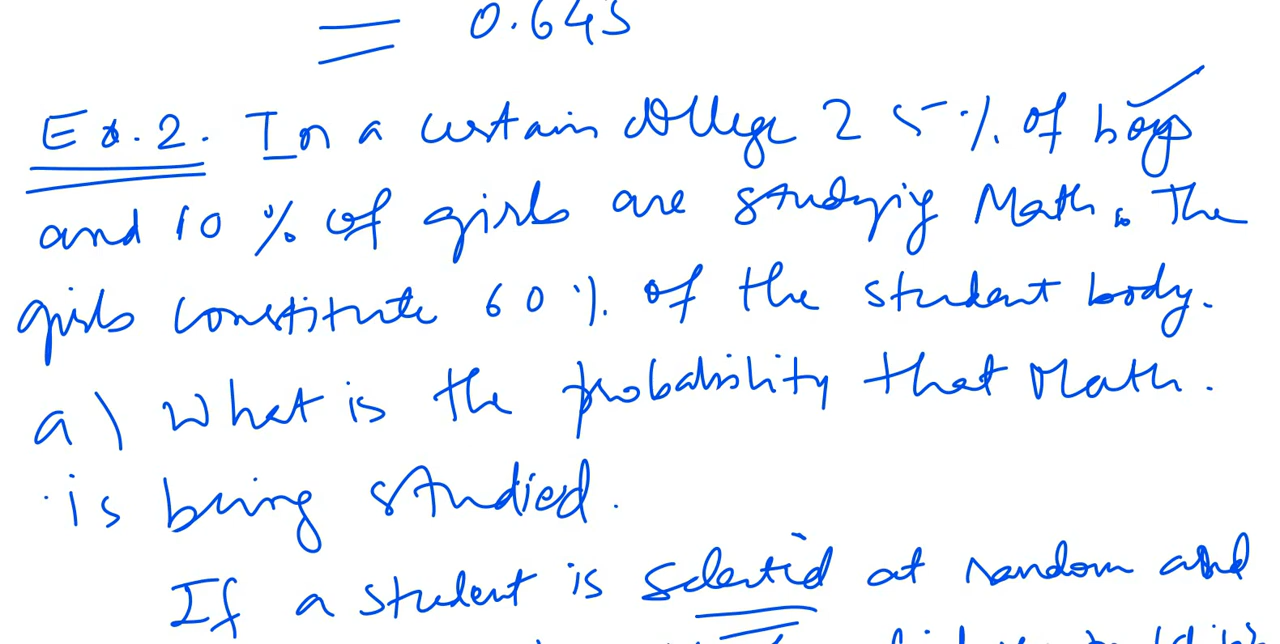 = 0.645
Ex.2. In a certain college 25% of boys
and 10% of girls are studying Math. The
girls constitute 60% of the student body.
a) What is the probability that Math.
is being studied.
If a student is selected at random and